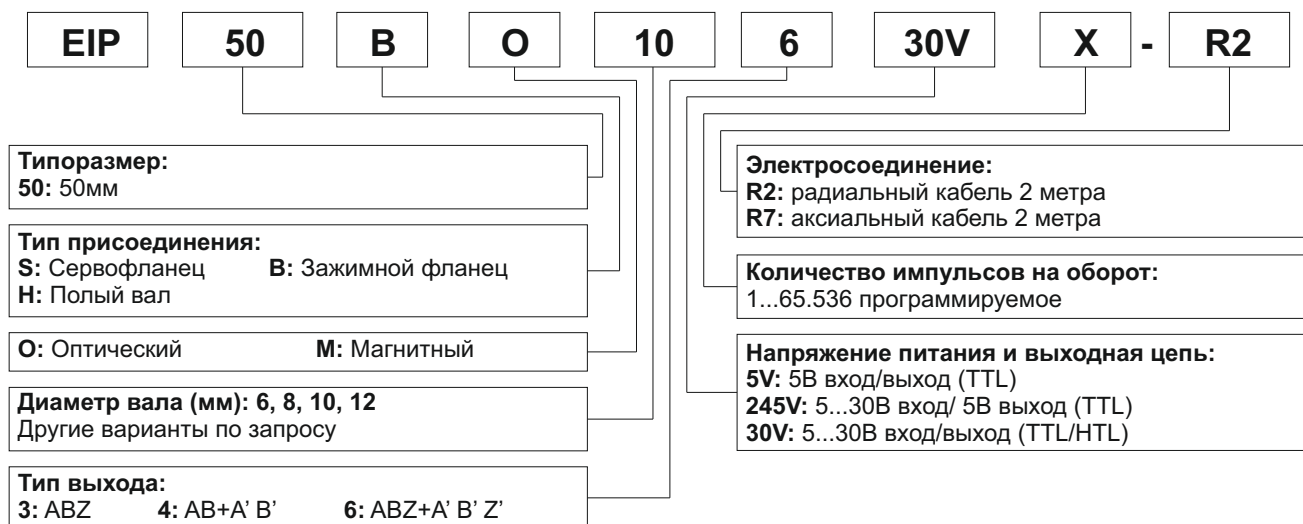 EIP 50 B O 10 6 30V X - R2
Типоразмер:
50: 50мм
Тип присоединения:
S: Сервофланец B: Зажимной фланец
H: Полый вал
O: Оптический M: Магнитный
Диаметр вала (мм): 6, 8, 10, 12
Другие варианты по запросу
Тип выхода:
3: ABZ 4: AB+A’ B’ 6: ABZ+A’ B’ Z’
Электросоединение:
R2: радиальный кабель 2 метра
R7: аксиальный кабель 2 метра
Количество импульсов на оборот:
1...65.536 программируемое
Напряжение питания и выходная цепь:
5V: 5В вход/выход (TTL)
245V: 5...30В вход/ 5В выход (TTL)
30V: 5...30В вход/выход (TTL/HTL)